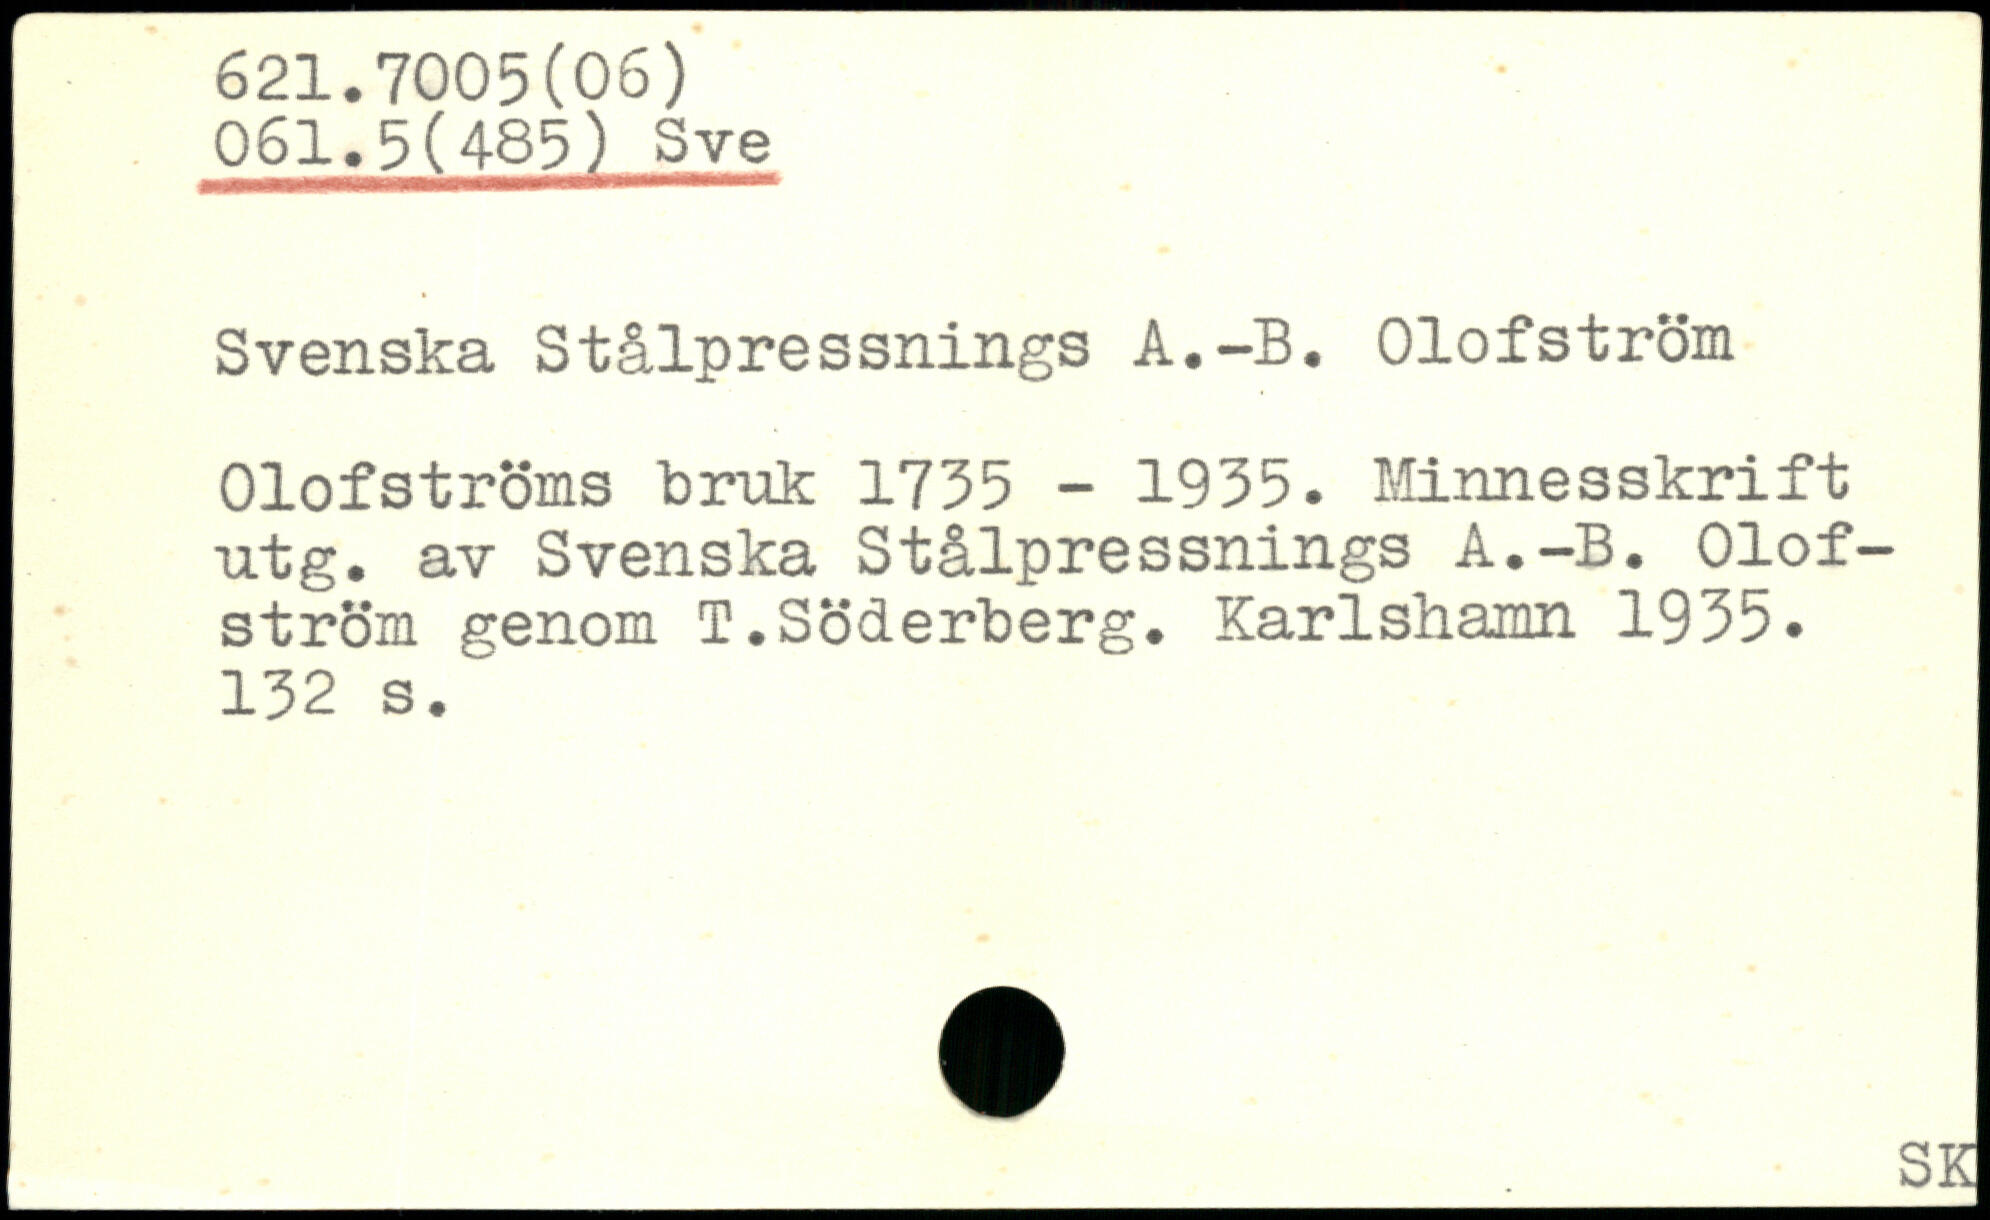 621.7005(06)
061.5(485) Sve
Svenska Stålpressnings A.-B. Olofström
Olofströms bruk 1735 - 1935. Minnesskrift
utg. av Svenska Stålpressnings A.-B. Olof-
ström genom T.Söderberg. Karlshamn 1935.
132 s.
SK